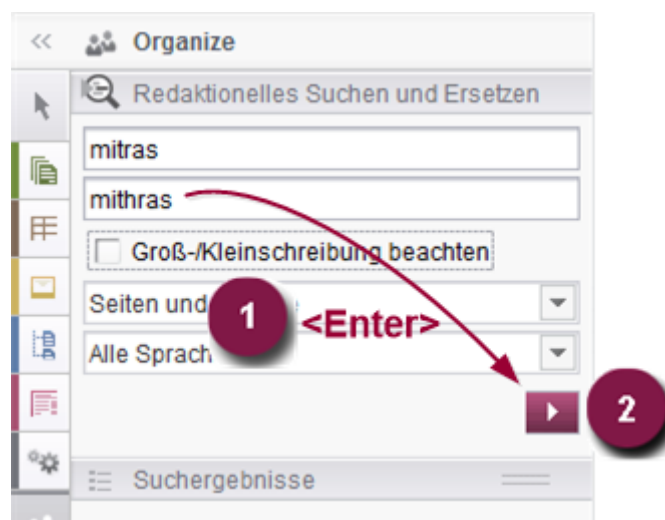 Organize
Redaktionelles Suchen und Ersetzen
mitras
mithras
Groß-/Kleinschreibung beachten
Seiten und
1 <Enter>
Alle Sprach
2
Suchergebnisse